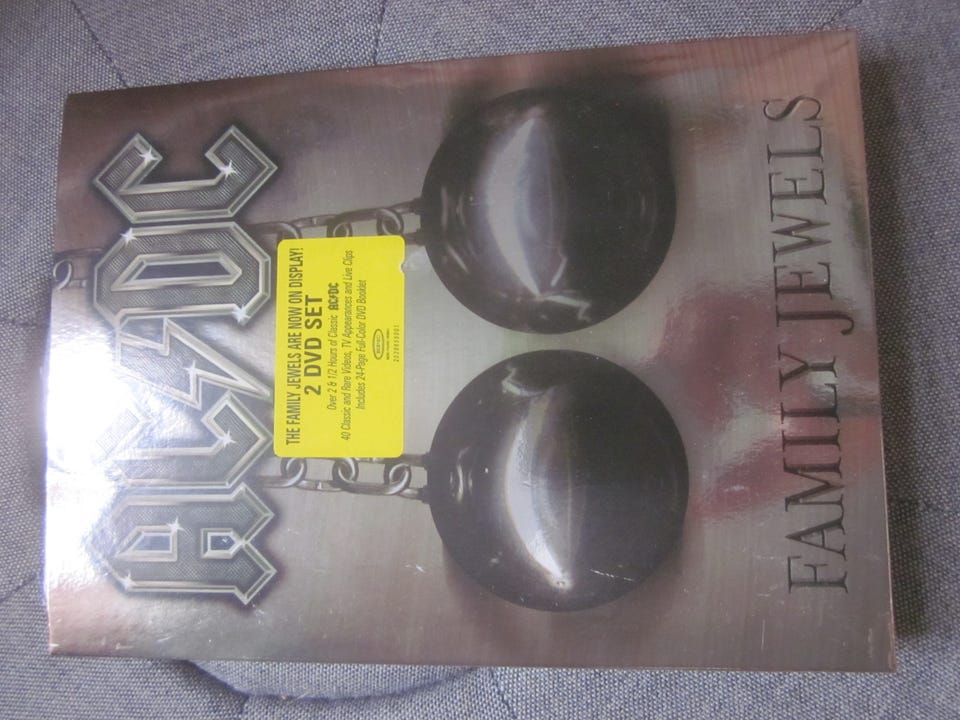 AC/DC
THE FAMILY JEWELS ARE NOW ON DISPLAY!
2 DVD SET
Over 2 & 1/2 Hours of Classic AC/DC
40 Classic and Rare Videos, TV Appearances and Live Clips
Includes 24-Page Full-Color DVD Booklet
FAMILY JEWELS